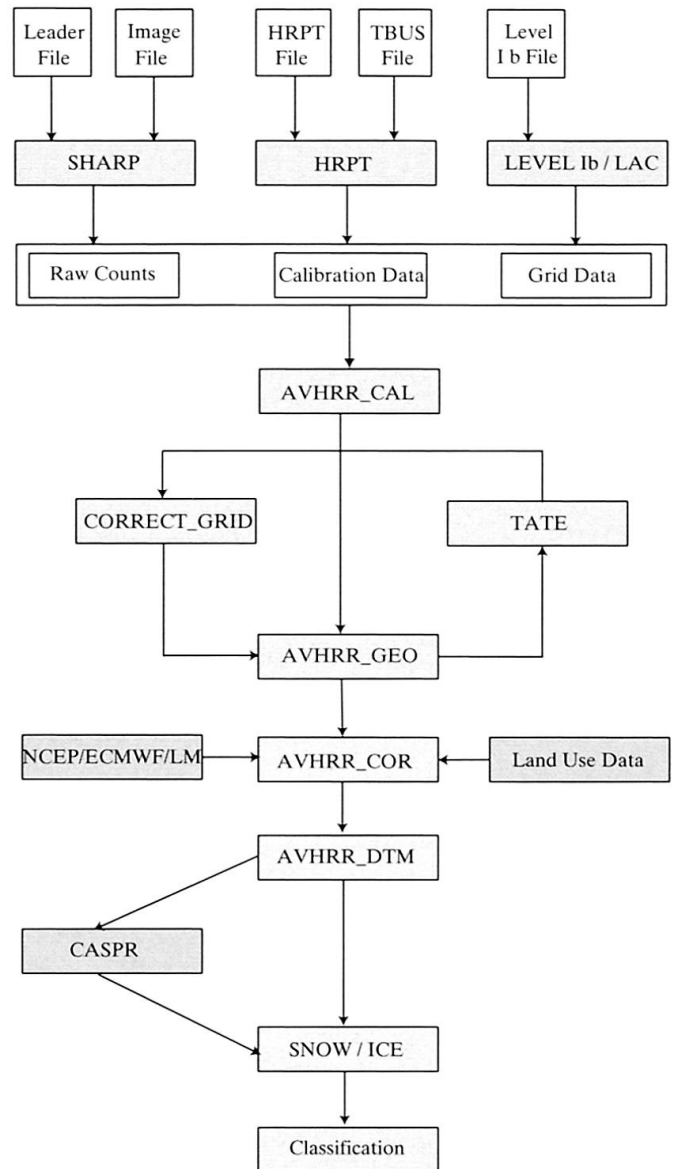 Leader
File
Image
File
HRPT
File
TBUS
File
Level
I b File
SHARP
HRPT
LEVEL Ib / LAC
Raw Counts
Calibration Data
Grid Data
AVHRR_CAL
CORRECT_GRID
TATE
AVHRR_GEO
NCEP/ECMWF/LM
AVHRR_COR
Land Use Data
AVHRR_DTM
CASPR
SNOW / ICE
Classification